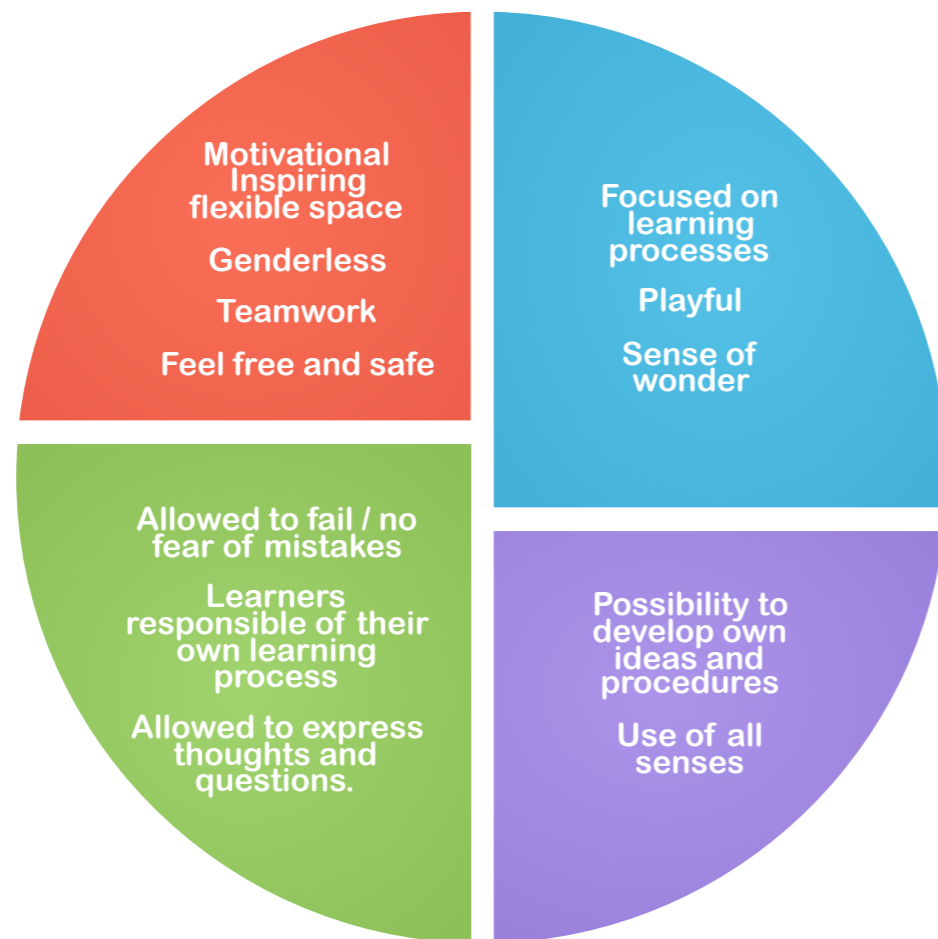 Motivational
Inspiring
flexible space
Genderless
Teamwork
Feel free and safe
Focused on
learning
processes
Playful
Sense of
wonder
Allowed to fail / no
fear of mistakes
Learners
responsible of their
own learning
process
Allowed to express
thoughts and
questions.
Possibility to
develop own
ideas and
procedures
Use of all
senses